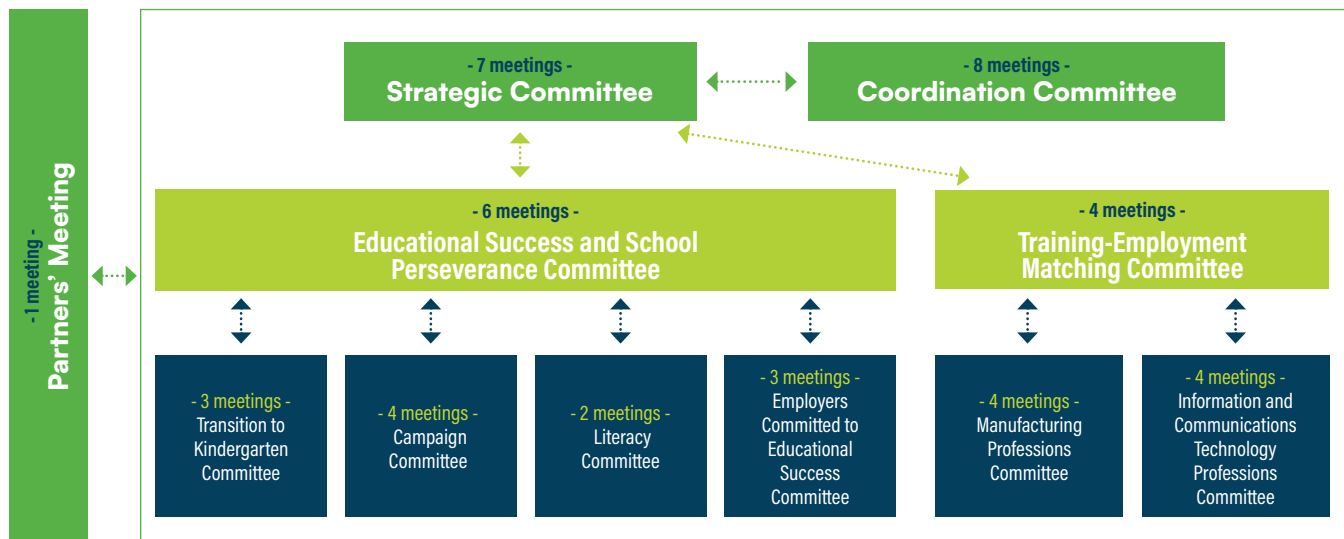 - 1 meeting -
Partners’ Meeting
- 7 meetings -
Strategic Committee
- 8 meetings -
Coordination Committee
- 6 meetings -
Educational Success and School
Perseverance Committee
- 4 meetings -
Training-Employment
Matching Committee
- 3 meetings -
Transition to
Kindergarten
Committee
- 4 meetings -
Campaign
Committee
- 2 meetings -
Literacy
Committee
- 3 meetings -
Employers
Committed to
Educational
Success
Committee
- 4 meetings -
Manufacturing
Professions
Committee
- 4 meetings -
Information and
Communications
Technology
Professions
Committee